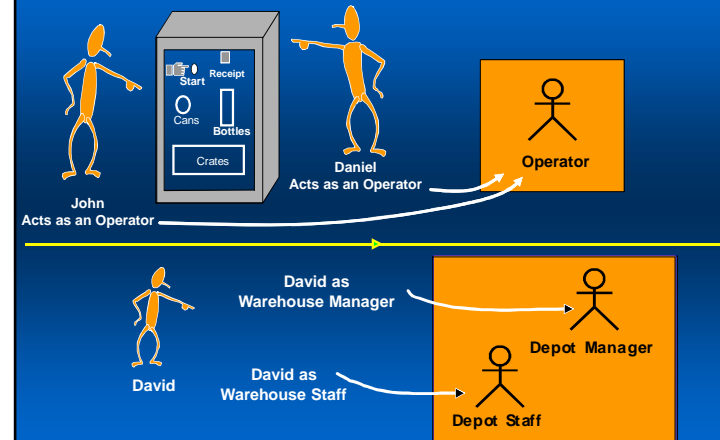 Start
Receipt
Cans
Bottles
Crates
John
Acts as an Operator
Daniel
Acts as an Operator
Operator
David
David as
Warehouse Manager
David as
Warehouse Staff
Depot Manager
Depot Staff